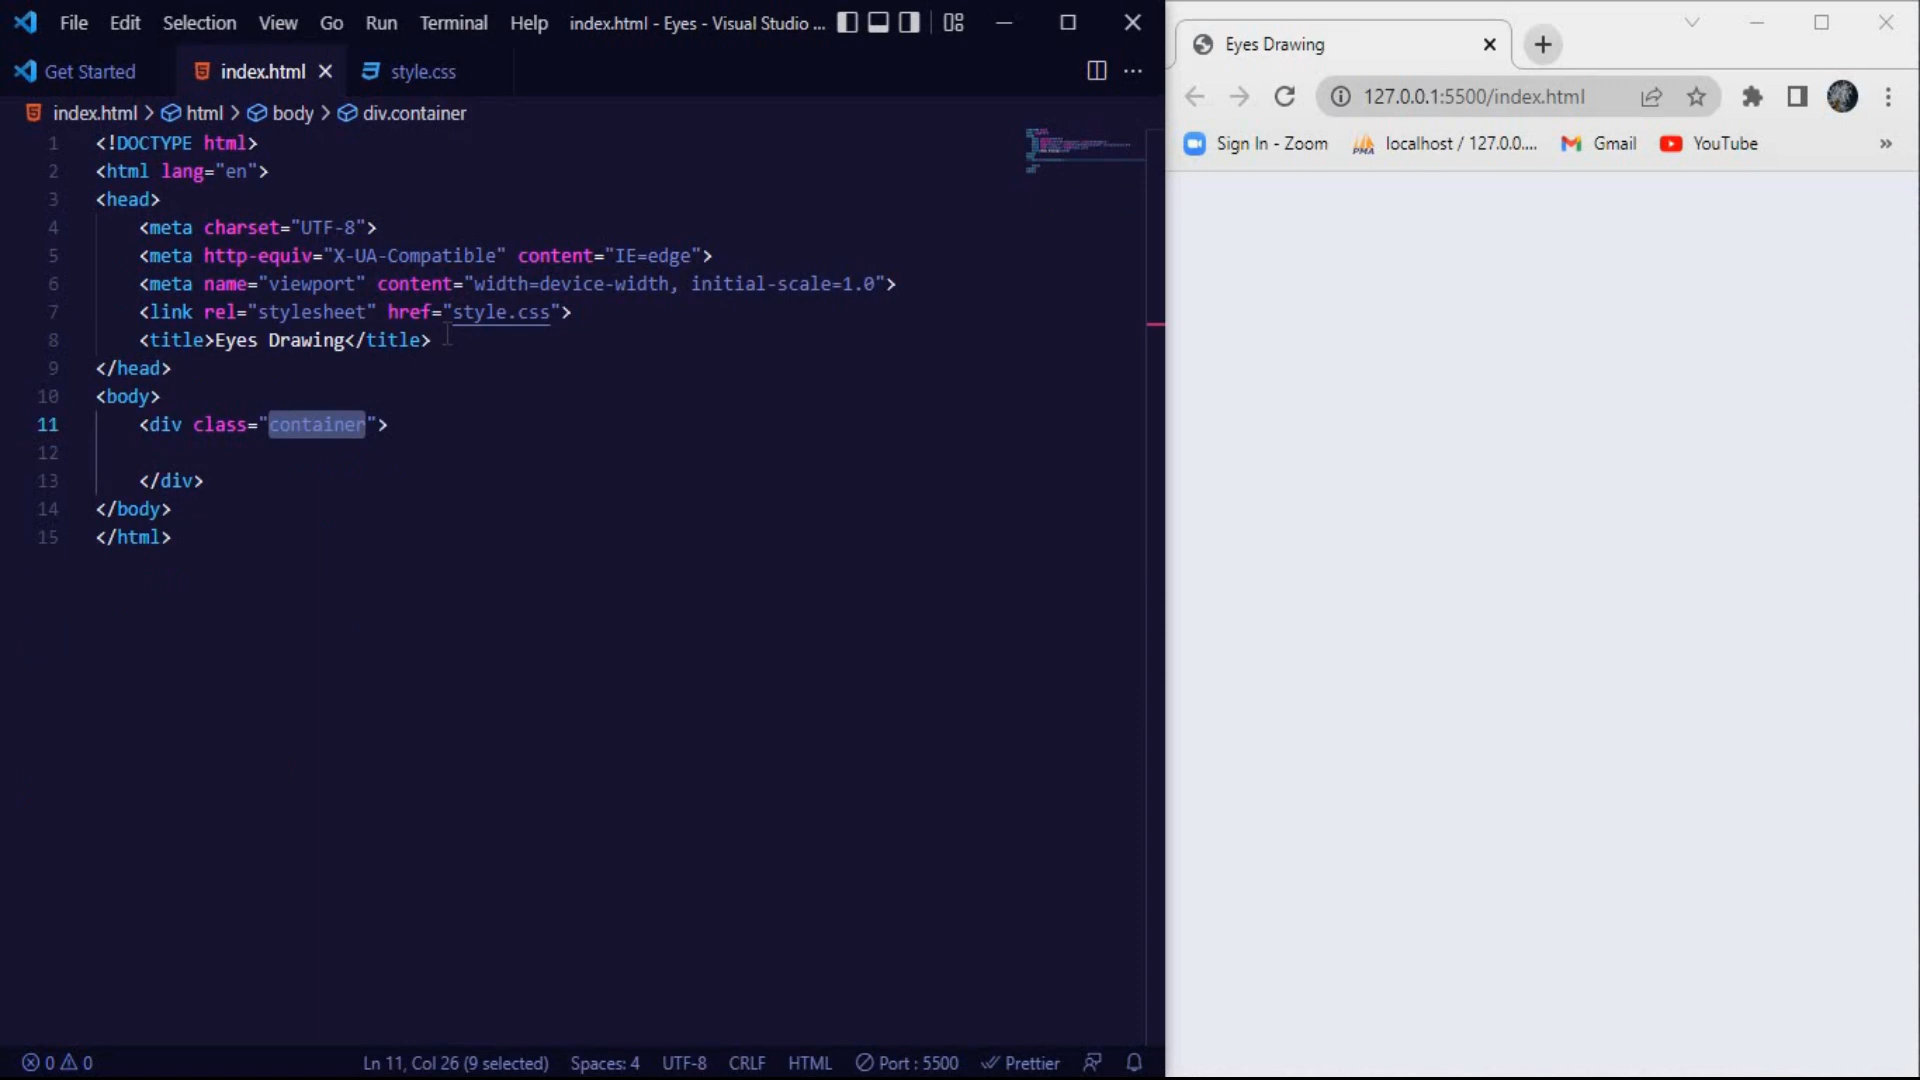 File Edit Selection View Go Run Terminal Help index.html - Eyes - Visual Studio ...
Get Started index.html style.css
index.html > html > body > div.container
1 <!DOCTYPE html>
2 <html lang="en">
3 <head>
4 <meta charset="UTF-8">
5 <meta http-equiv="X-UA-Compatible" content="IE=edge">
6 <meta name="viewport" content="width=device-width, initial-scale=1.0">
7 <link rel="stylesheet" href="style.css">
8 <title>Eyes Drawing</title>
9 </head>
10 <body>
11 <div class="container">
12
13 </div>
14 </body>
15 </html>
0 0 Ln 11, Col 26 (9 selected) Spaces: 4 UTF-8 CRLF HTML Port : 5500 Prettier
Eyes Drawing
127.0.0.1:5500/index.html
Sign In - Zoom PMA localhost / 127.0.0.... Gmail YouTube »